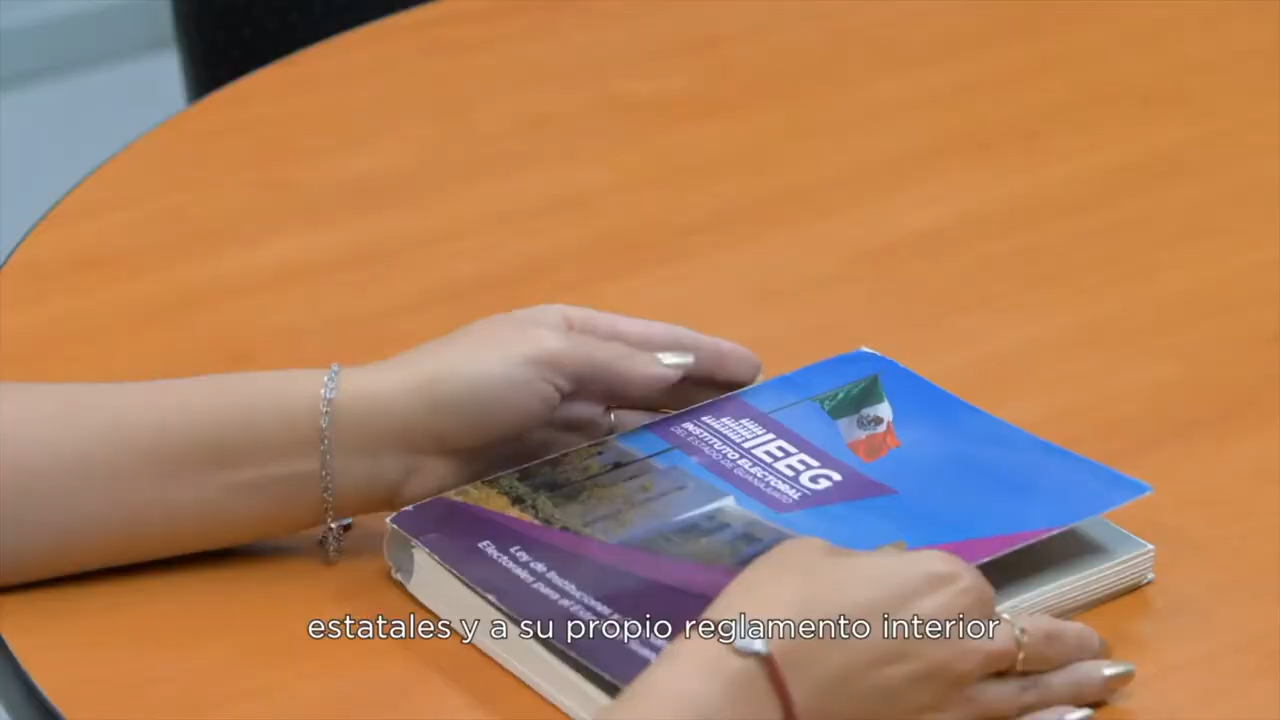 IEEG
INSTITUTO ELECTORAL
DEL ESTADO DE GUANAJUATO
Ley de Instituciones y
Electorales para el
estatales y a su propio reglamento interior